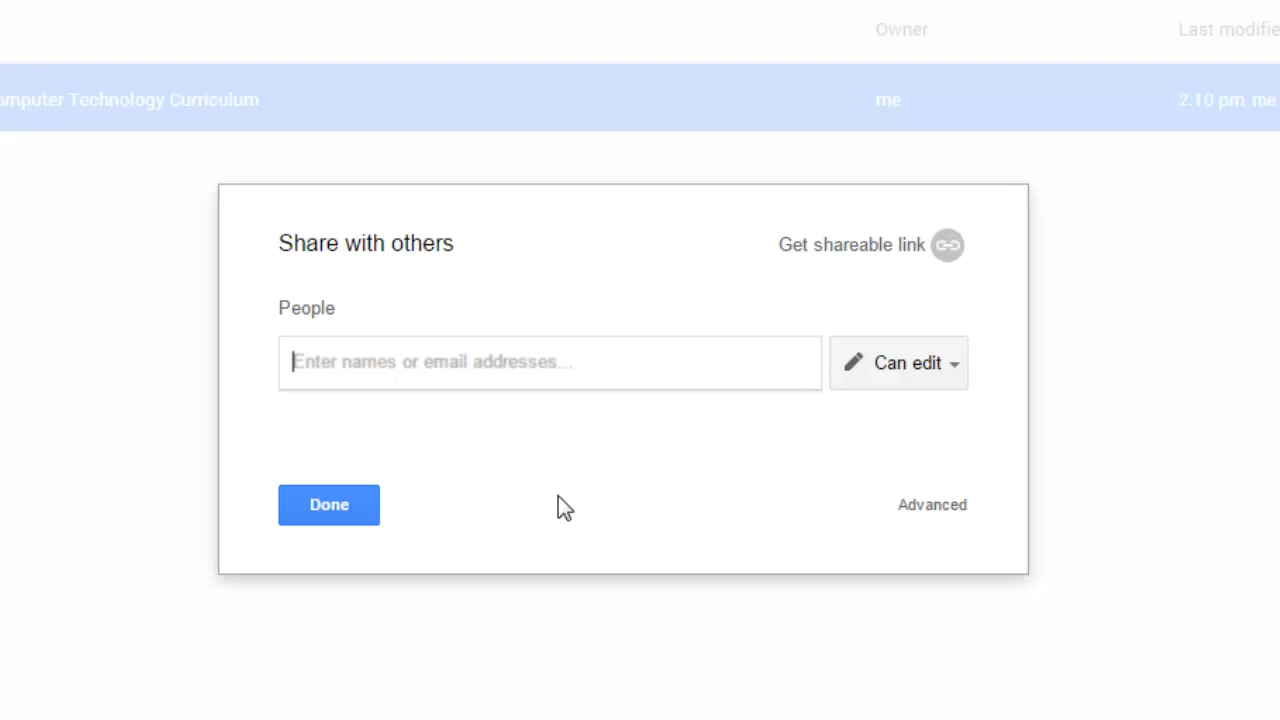 Owner Last modifie
omputer Technology Curriculum me 2:10 pm me
Share with others Get shareable link
People
Enter names or email addresses... Can edit
Done Advanced